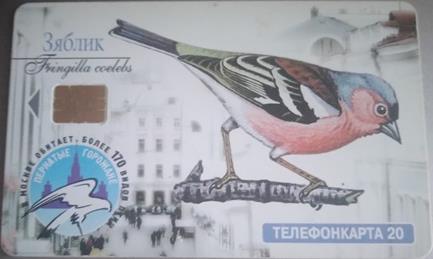 Зяблик
Fringilla coelebs
В МОСКВЕ ОБИТАЕТ БОЛЕЕ 170 ВИДОВ ПТИЦ
ПЕРНАТЫЕ ГОРОЖАНЕ
ТЕЛЕФОНКАРТА 20